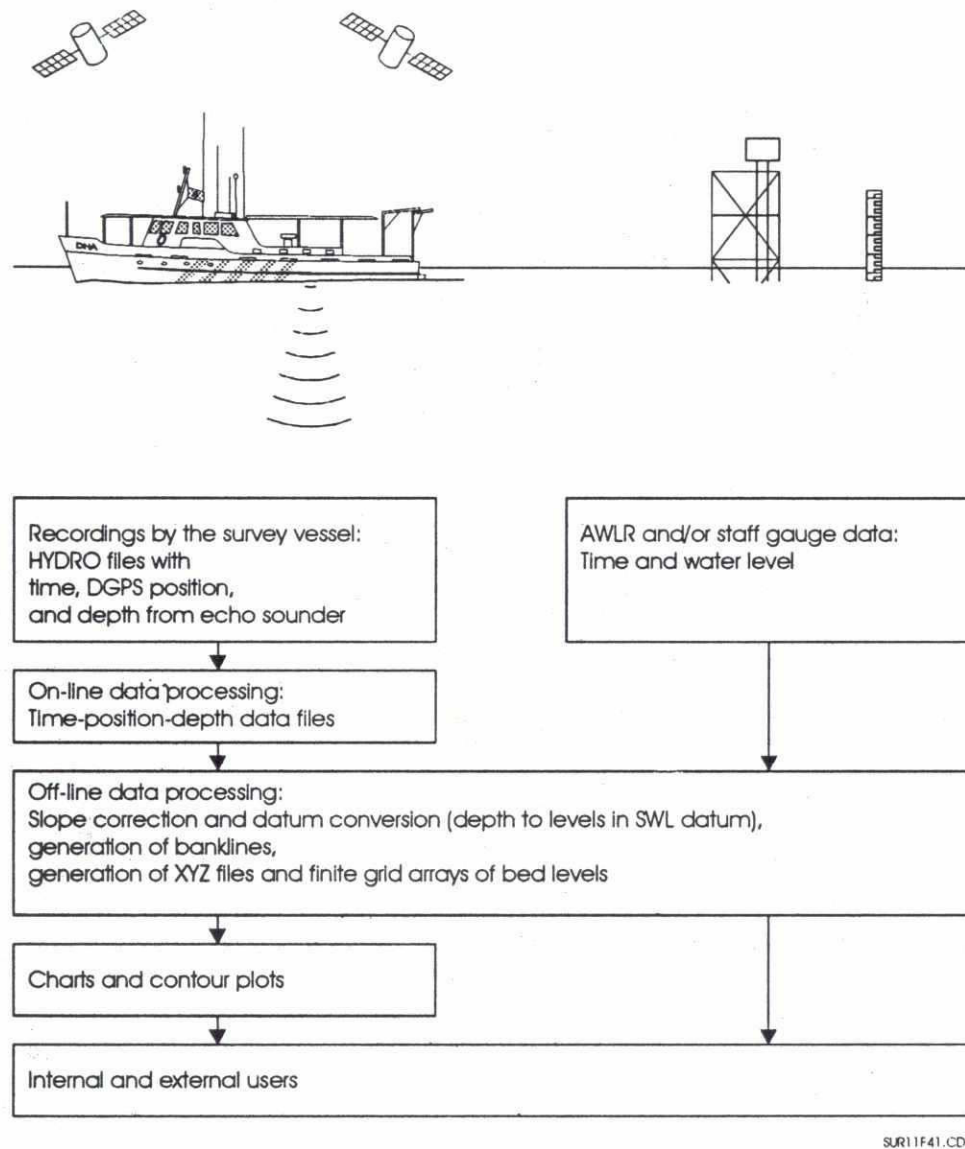 DHA
Recordings by the survey vessel:
HYDRO files with
time, DGPS position,
and depth from echo sounder
AWLR and/or staff gauge data:
Time and water level
On-line data processing:
Time-position-depth data files
Off-line data processing:
Slope correction and datum conversion (depth to levels in SWL datum),
generation of banklines,
generation of XYZ files and finite grid arrays of bed levels
Charts and contour plots
Internal and external users
SUR11F41.CD